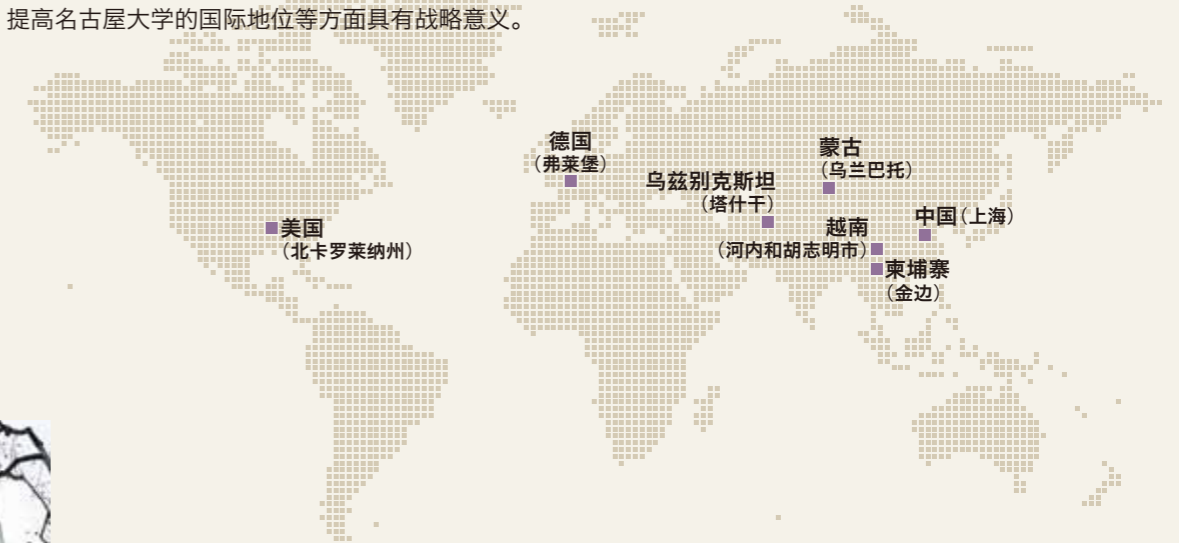 提高名古屋大学的国际地位等方面具有战略意义。
德国
（弗莱堡）
蒙古
（乌兰巴托）
乌兹别克斯坦
（塔什干）
中国（上海）
美国
（北卡罗莱纳州）
越南
（河内和胡志明市）
柬埔寨
（金边）